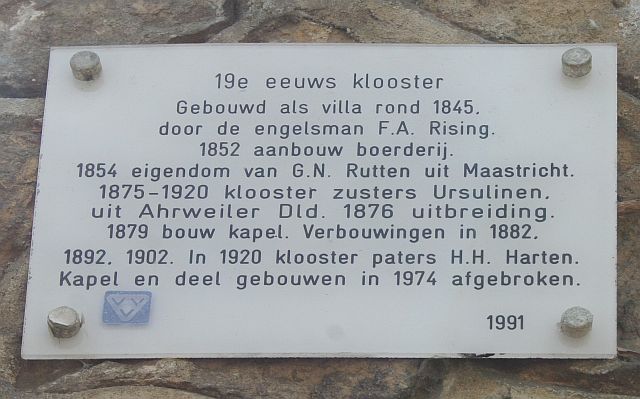 19e eeuws klooster
Gebouwd als villa rond 1845,
door de engelsman F.A. Rising.
1852 aanbouw boerderij.
1854 eigendom van G.N. Rutten uit Maastricht.
1875-1920 klooster zusters Ursulinen,
uit Ahrweiler Dld. 1876 uitbreiding.
1879 bouw kapel. Verbouwingen in 1882,
1892, 1902. In 1920 klooster paters H.H. Harten.
Kapel en deel gebouwen in 1974 afgebroken.
VVV
1991